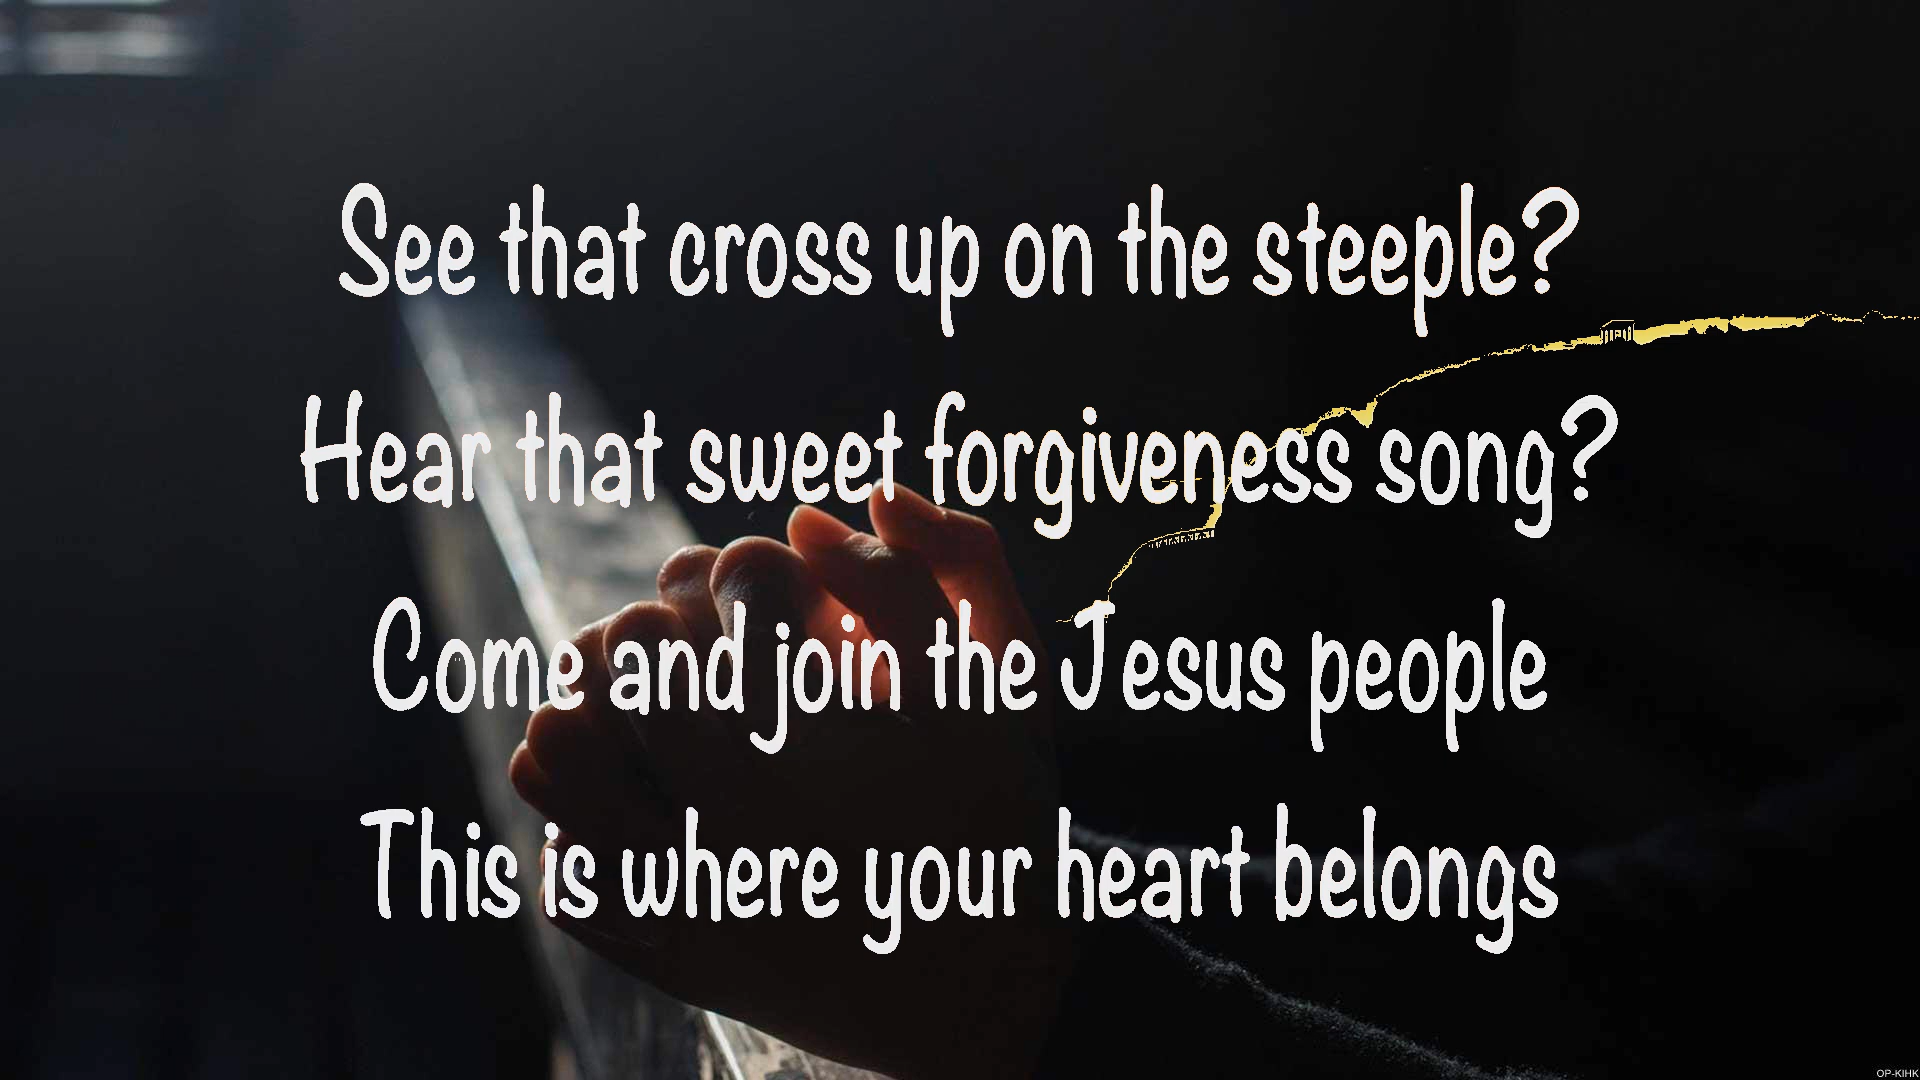 See that cross up on the steeple?
Hear that sweet forgiveness song?
Come and join the Jesus people
This is where your heart belongs
OP-KIHK